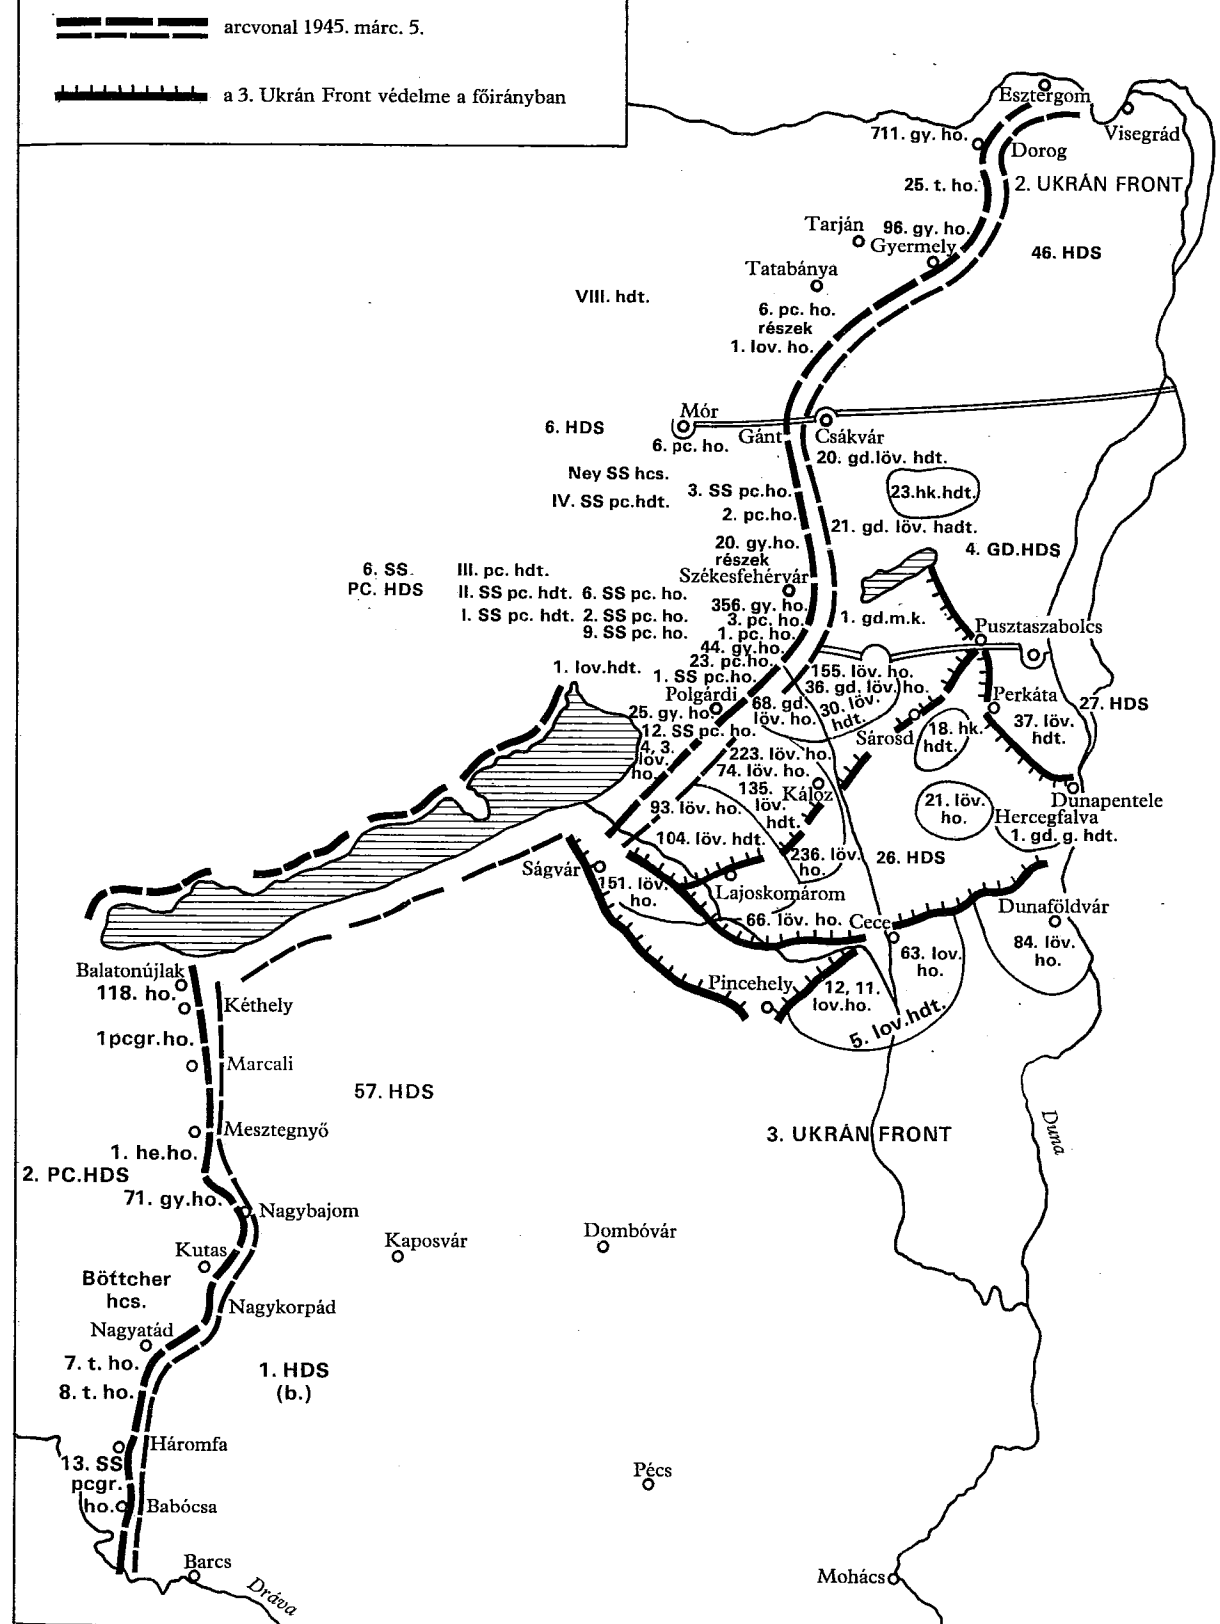 arcvonal 1945. márc. 5.
a 3. Ukrán Front védelme a főirányban
Esztergom
Visegrád
711. gy. ho.
Dorog
25. t. ho.
2. UKRÁN FRONT
Tarján
96. gy. ho.
Gyermely
46. HDS
Tatabánya
VIII. hdt.
6. pc. ho.
részek
1. lov. ho.
Mór
6. HDS
Gánt
Csákvár
6. pc. ho.
20. gd.löv. hdt.
Ney SS hcs.
3. SS pc.ho.
23.hk.hdt.
IV. SS pc.hdt.
2. pc.ho.
21. gd. löv. hadt.
20. gy.ho.
részek
4. GD.HDS
6. SS.
PC. HDS
III. pc. hdt.
Székesfehérvár
II. SS pc. hdt.
6. SS pc. ho.
356. gy. ho.
I. SS pc. hdt.
2. SS pc. ho.
3. pc. ho.
1. gd.m.k.
9. SS pc. ho.
1. pc. ho.
Pusztaszabolcs
44. gy.ho.
23. pc.ho.
1. lov.hdt.
155. löv. ho.
1. SS pc.ho.
36. gd. löv. ho.
Polgárdi
68. gd.
löv. ho.
30. löv.
hdt.
Perkáta
27. HDS
25. gy. ho.
37. löv.
hdt.
12. SS pc. ho.
Sárosd
18. hk.
hdt.
4, 3.
löv.
ho.
223. löv. ho.
74. löv. ho.
135.
löv.
hdt.
Káloz
21. löv.
ho.
Dunapentele
93. löv. ho.
Hercegfalva
1. gd. g. hdt.
104. löv. hdt.
236. löv.
ho.
26. HDS
Ságvár
151. löv.
ho.
Lajoskomárom
66. löv. ho.
Cece
Dunaföldvár
84. löv.
ho.
63. lov.
ho.
Balatonújlak
118. ho.
Kéthely
Pincehely
12, 11.
lov.ho.
5. lov.hdt.
1pcgr.ho.
Marcali
57. HDS
Mesztegnyő
3. UKRÁN FRONT
Duna
1. he.ho.
2. PC.HDS
71. gy.ho.
Nagybajom
Kutas
Kaposvár
Dombóvár
Böttcher
hcs.
Nagykorpád
Nagyatád
7. t. ho.
8. t. ho.
1. HDS
(b.)
Háromfa
13. SS
pcgr.
ho.
Babócsa
Pécs
Barcs
Dráva
Mohács